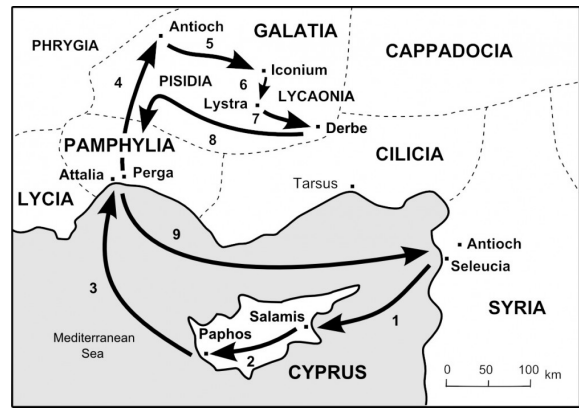 Antioch
GALATIA
PHRYGIA
5
CAPPADOCIA
4
PISIDIA
Iconium
6
Lystra
LYCAONIA
7
Derbe
8
PAMPHYLIA
CILICIA
Attalia
Perga
LYCIA
Tarsus
9
Antioch
Seleucia
3
SYRIA
Salamis
1
Mediterranean
Sea
Paphos
2
CYPRUS
0 50 100 km